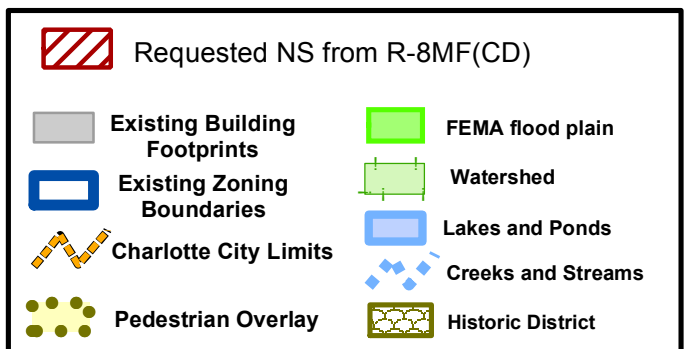 Requested NS from R-8MF(CD)
Existing Building
Footprints
Existing Zoning
Boundaries
Charlotte City Limits
Pedestrian Overlay
FEMA flood plain
Watershed
Lakes and Ponds
Creeks and Streams
Historic District